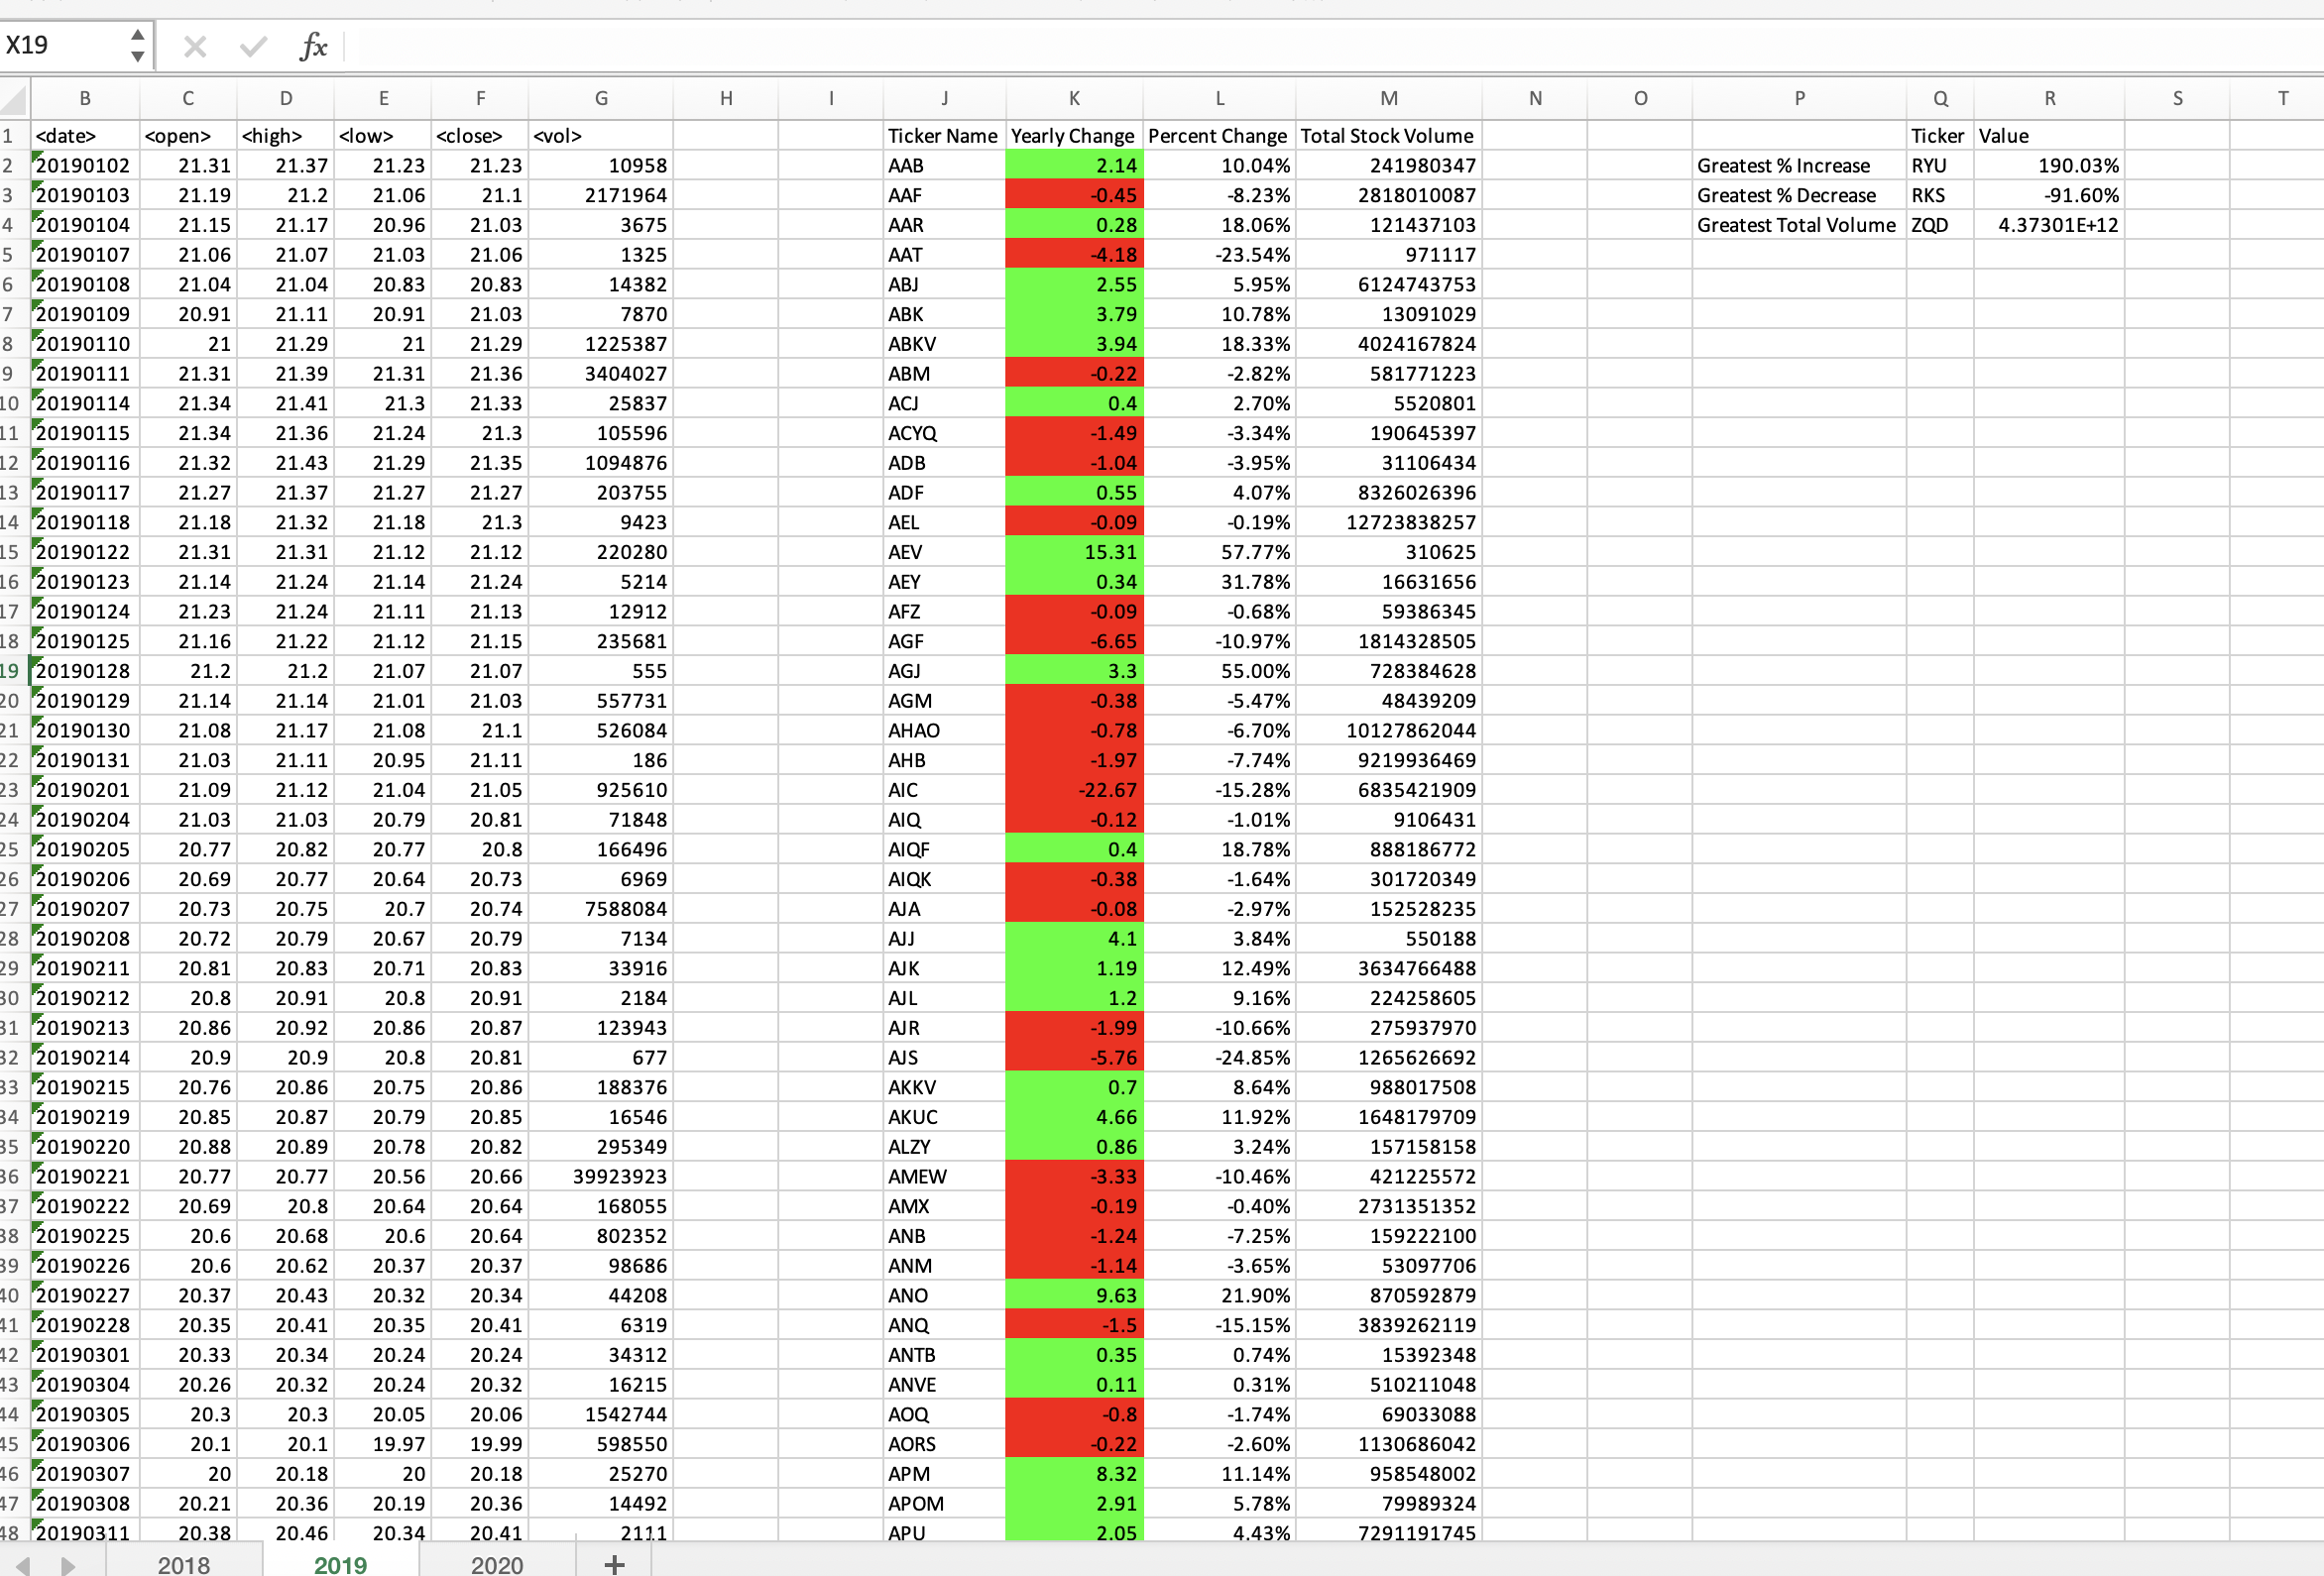 X19 fx
B C D E F G H I J K L M N O P Q R S T
1 <date> <open> <high> <low> <close> <vol> Ticker Name Yearly Change Percent Change Total Stock Volume Ticker Value
2 20190102 21.31 21.37 21.23 21.23 10958 AAB 2.14 10.04% 241980347 Greatest % Increase RYU 190.03%
3 20190103 21.19 21.2 21.06 21.1 2171964 AAF -0.45 -8.23% 2818010087 Greatest % Decrease RKS -91.60%
4 20190104 21.15 21.17 20.96 21.03 3675 AAR 0.28 18.06% 121437103 Greatest Total Volume ZQD 4.37301E+12
5 20190107 21.06 21.07 21.03 21.06 1325 AAT -4.18 -23.54% 971117
6 20190108 21.04 21.04 20.83 20.83 14382 ABJ 2.55 5.95% 6124743753
7 20190109 20.91 21.11 20.91 21.03 7870 ABK 3.79 10.78% 13091029
8 20190110 21 21.29 21 21.29 1225387 ABKV 3.94 18.33% 4024167824
9 20190111 21.31 21.39 21.31 21.36 3404027 ABM -0.22 -2.82% 581771223
10 20190114 21.34 21.41 21.3 21.33 25837 ACJ 0.4 2.70% 5520801
11 20190115 21.34 21.36 21.24 21.3 105596 ACYQ -1.49 -3.34% 190645397
12 20190116 21.32 21.43 21.29 21.35 1094876 ADB -1.04 -3.95% 31106434
13 20190117 21.27 21.37 21.27 21.27 203755 ADF 0.55 4.07% 8326026396
14 20190118 21.18 21.32 21.18 21.3 9423 AEL -0.09 -0.19% 12723838257
15 20190122 21.31 21.31 21.12 21.12 220280 AEV 15.31 57.77% 310625
16 20190123 21.14 21.24 21.14 21.24 5214 AEY 0.34 31.78% 16631656
17 20190124 21.23 21.24 21.11 21.13 12912 AFZ -0.09 -0.68% 59386345
18 20190125 21.16 21.22 21.12 21.15 235681 AGF -6.65 -10.97% 1814328505
19 20190128 21.2 21.2 21.07 21.07 555 AGJ 3.3 55.00% 728384628
20 20190129 21.14 21.14 21.01 21.03 557731 AGM -0.38 -5.47% 48439209
21 20190130 21.08 21.17 21.08 21.1 526084 AHAO -0.78 -6.70% 10127862044
22 20190131 21.03 21.11 20.95 21.11 186 AHB -1.97 -7.74% 9219936469
23 20190201 21.09 21.12 21.04 21.05 925610 AIC -22.67 -15.28% 6835421909
24 20190204 21.03 21.03 20.79 20.81 71848 AIQ -0.12 -1.01% 9106431
25 20190205 20.77 20.82 20.77 20.8 166496 AIQF 0.4 18.78% 888186772
26 20190206 20.69 20.77 20.64 20.73 6969 AIQK -0.38 -1.64% 301720349
27 20190207 20.73 20.75 20.7 20.74 7588084 AJA -0.08 -2.97% 152528235
28 20190208 20.72 20.79 20.67 20.79 7134 AJJ 4.1 3.84% 550188
29 20190211 20.81 20.83 20.71 20.83 33916 AJK 1.19 12.49% 3634766488
30 20190212 20.8 20.91 20.8 20.91 2184 AJL 1.2 9.16% 224258605
31 20190213 20.86 20.92 20.86 20.87 123943 AJR -1.99 -10.66% 275937970
32 20190214 20.9 20.9 20.8 20.81 677 AJS -5.76 -24.85% 1265626692
33 20190215 20.76 20.86 20.75 20.86 188376 AKKV 0.7 8.64% 988017508
34 20190219 20.85 20.87 20.79 20.85 16546 AKUC 4.66 11.92% 1648179709
35 20190220 20.88 20.89 20.78 20.82 295349 ALZY 0.86 3.24% 157158158
36 20190221 20.77 20.77 20.56 20.66 39923923 AMEW -3.33 -10.46% 421225572
37 20190222 20.69 20.8 20.64 20.64 168055 AMX -0.19 -0.40% 2731351352
38 20190225 20.6 20.68 20.6 20.64 802352 ANB -1.24 -7.25% 159222100
39 20190226 20.6 20.62 20.37 20.37 98686 ANM -1.14 -3.65% 53097706
40 20190227 20.37 20.43 20.32 20.34 44208 ANO 9.63 21.90% 870592879
41 20190228 20.35 20.41 20.35 20.41 6319 ANQ -1.5 -15.15% 3839262119
42 20190301 20.33 20.34 20.24 20.24 34312 ANTB 0.35 0.74% 15392348
43 20190304 20.26 20.32 20.24 20.32 16215 ANVE 0.11 0.31% 510211048
44 20190305 20.3 20.3 20.05 20.06 1542744 AOQ -0.8 -1.74% 69033088
45 20190306 20.1 20.1 19.97 19.99 598550 AORS -0.22 -2.60% 1130686042
46 20190307 20 20.18 20 20.18 25270 APM 8.32 11.14% 958548002
47 20190308 20.21 20.36 20.19 20.36 14492 APOM 2.91 5.78% 79989324
48 20190311 20.38 20.46 20.34 20.41 2111 APU 2.05 4.43% 7291191745
2018 2019 2020 +